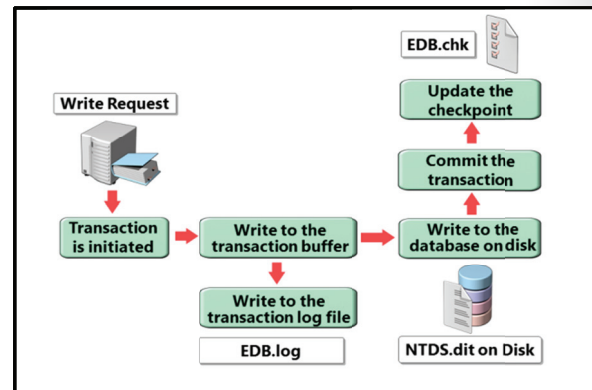 EDB.chk
Write Request
Update the
checkpoint
Commit the
transaction
Transaction
is initiated
Write to the
transaction buffer
Write to the
database on disk
Write to the
transaction log file
EDB.log
NTDS.dit on Disk